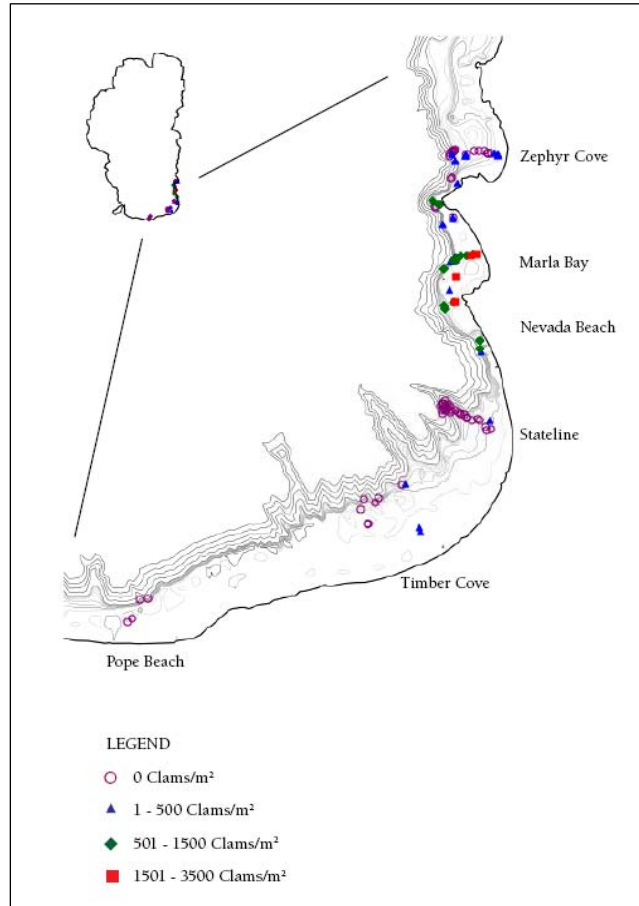 Zephyr Cove
Marla Bay
Nevada Beach
Stateline
Timber Cove
Pope Beach
LEGEND
0 Clams/m²
1 - 500 Clams/m²
501 - 1500 Clams/m²
1501 - 3500 Clams/m²